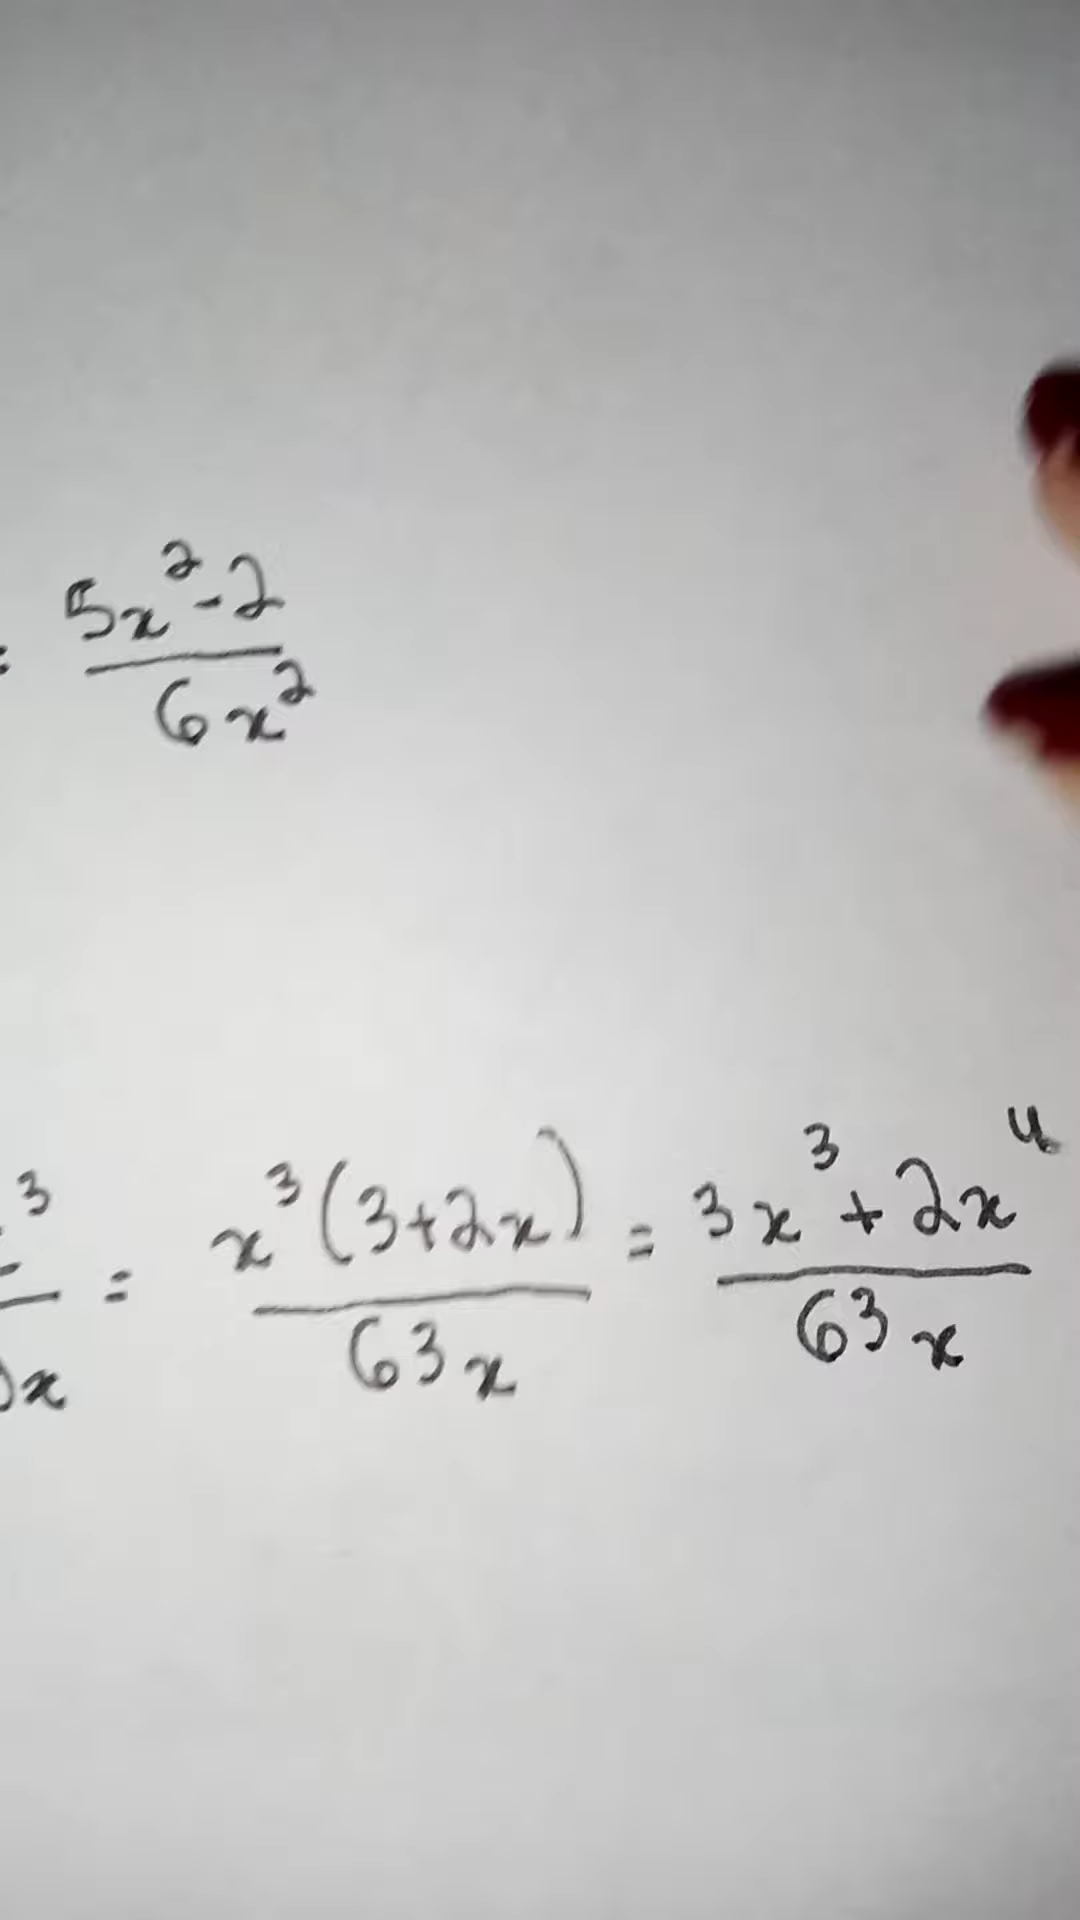 = 5x²-2 / 6x²
³ / x = x³(3+2x) / 63x = 3x³+2x⁴ / 63x